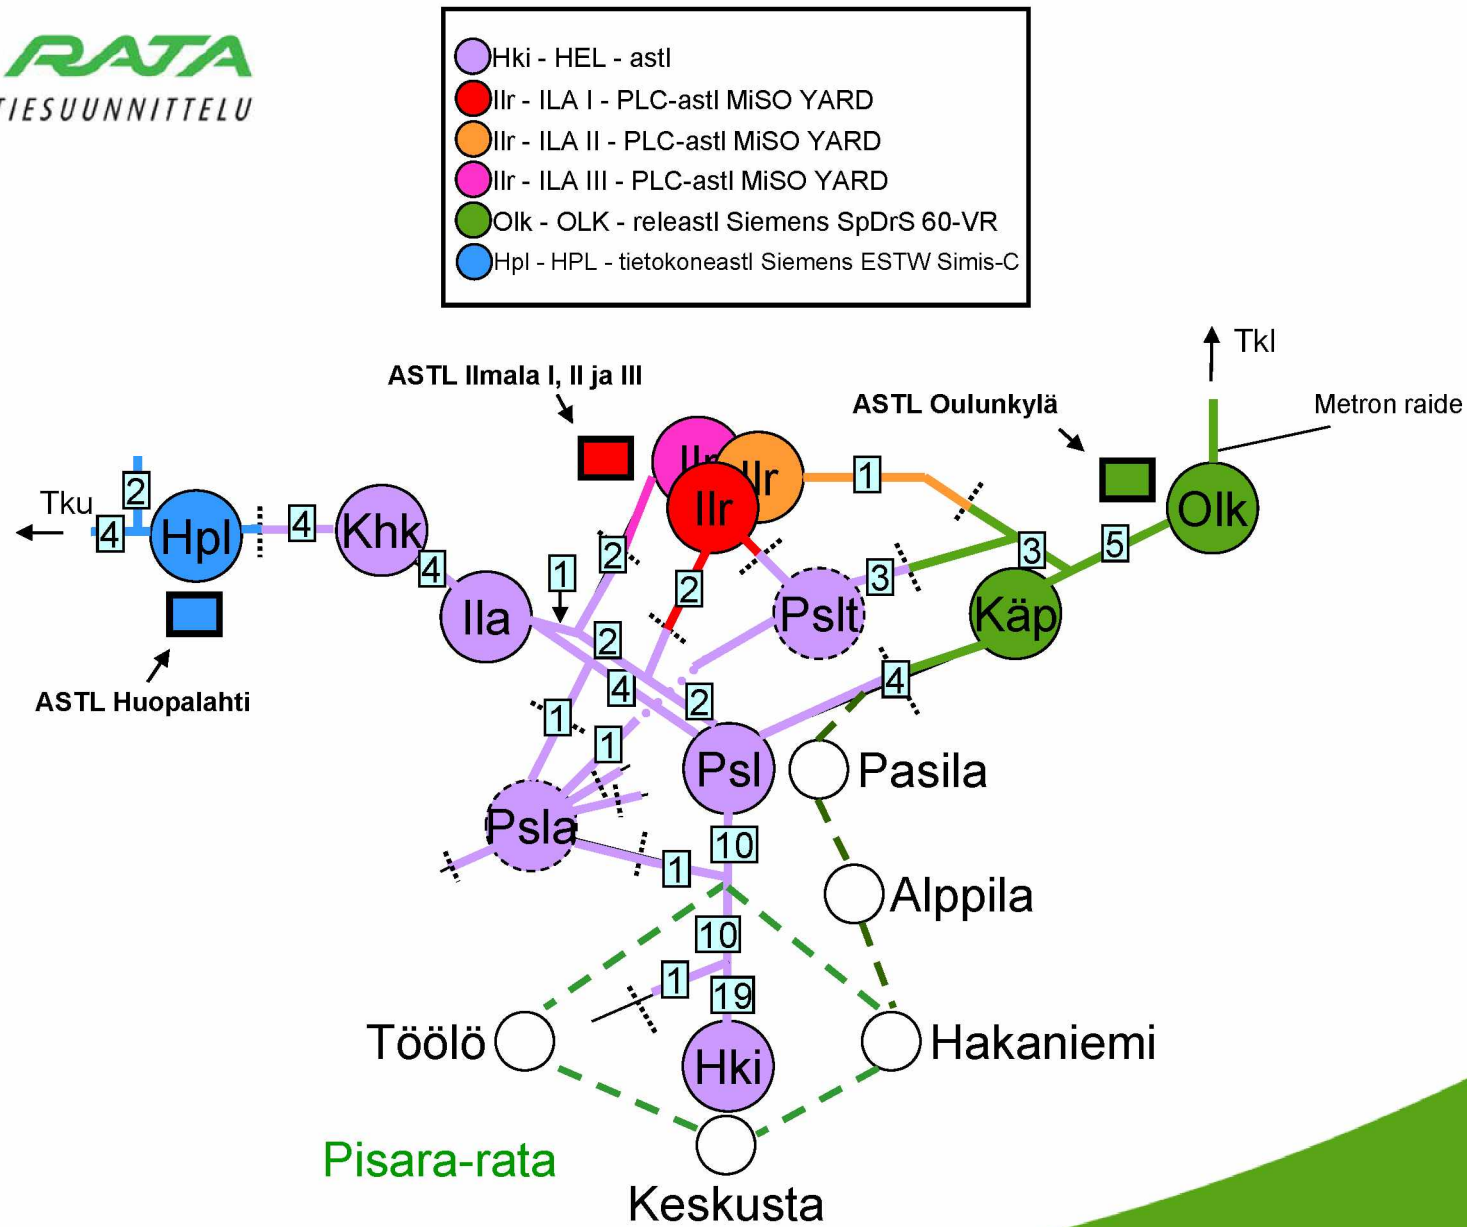 RATA
TIESUUNNITTELU
Hki - HEL - astl
Ilr - ILA I - PLC-astl MiSO YARD
Ilr - ILA II - PLC-astl MiSO YARD
Ilr - ILA III - PLC-astl MiSO YARD
Olk - OLK - releastl Siemens SpDrS 60-VR
Hpl - HPL - tietokoneastl Siemens ESTW Simis-C
Tkl
ASTL Ilmala I, II ja III
ASTL Oulunkylä
Metron raide
Ilr
Ilr
Ilr
1
Tku
2
4
Hpl
4
Khk
Olk
4
1
2
2
3
3
5
Ila
Pslt
Käp
2
4
2
4
ASTL Huopalahti
1
1
Psl
Pasila
Psla
10
1
Alppila
10
1
19
Töölö
Hki
Hakaniemi
Pisara-rata
Keskusta